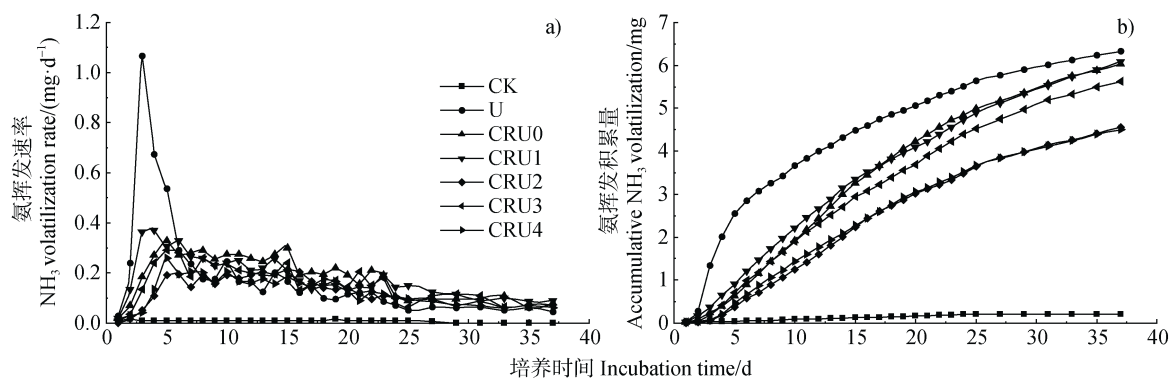 氨挥发速率
NH₃ volatilization rate/(mg·d⁻¹)
1.2
1.0
0.8
0.6
0.4
0.2
0.0
0 5 10 15 20 25 30 35 40
a)
CK
U
CRU0
CRU1
CRU2
CRU3
CRU4
氨挥发积累量
Accumulative NH₃ volatilization/mg
7
6
5
4
3
2
1
0
0 5 10 15 20 25 30 35 40
b)
培养时间 Incubation time/d